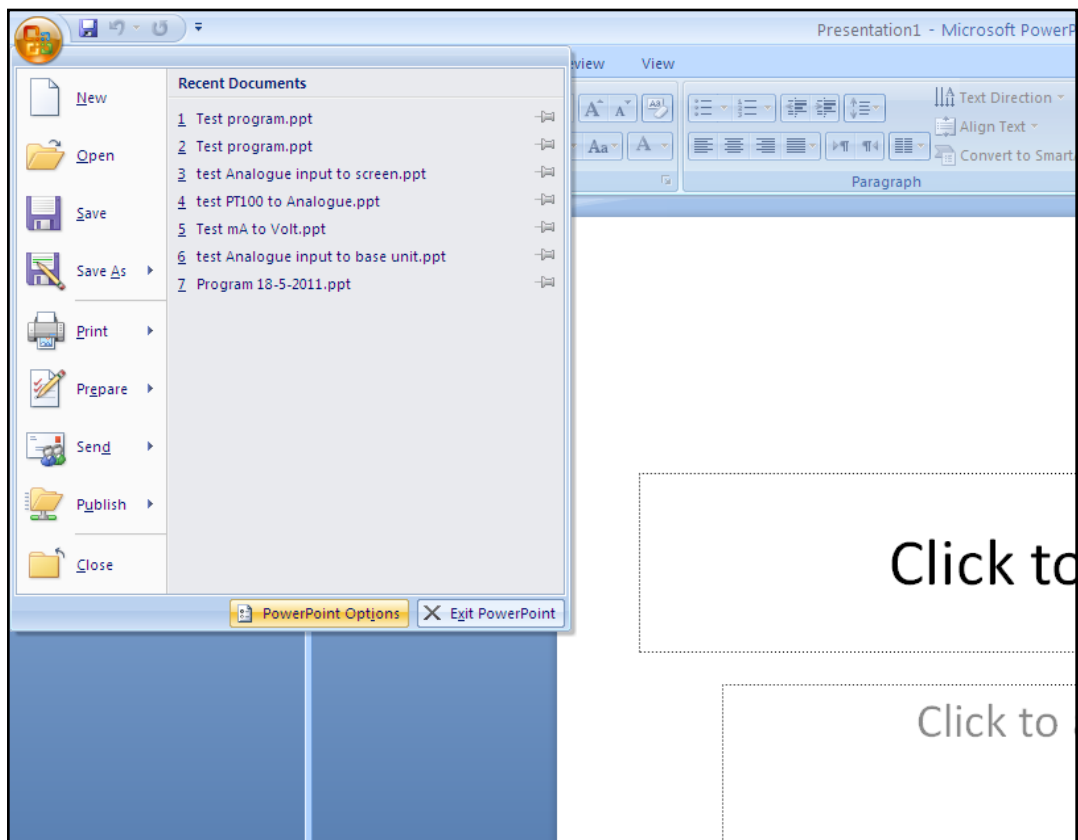 Presentation1 - Microsoft
View
New
Open
Save
Save As
Print
Prepare
Send
Publish
Close
Recent Documents
1 Test program.ppt
2 Test program.ppt
3 test Analogue input to screen.ppt
4 test PT100 to Analogue.ppt
5 Test mA to Volt.ppt
6 test Analogue input to base unit.ppt
7 Program 18-5-2011.ppt
PowerPoint Options
Exit PowerPoint
Aa
A
Text Direction
Align Text
Convert to
Paragraph
Click to
Click to